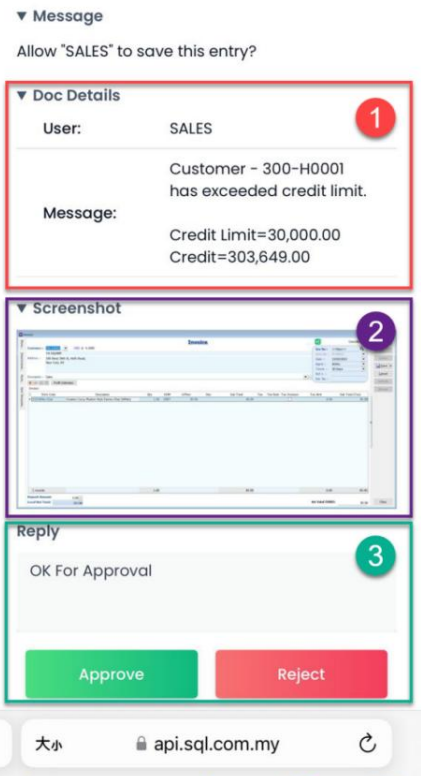 ▼ Message
Allow "SALES" to save this entry?
▼ Doc Details
1
User: SALES
Message:
Customer - 300-H0001
has exceeded credit limit.
Credit Limit=30,000.00
Credit=303,649.00
▼ Screenshot
2
Invoice
Reply
3
OK For Approval
Approve Reject
大小 api.sql.com.my